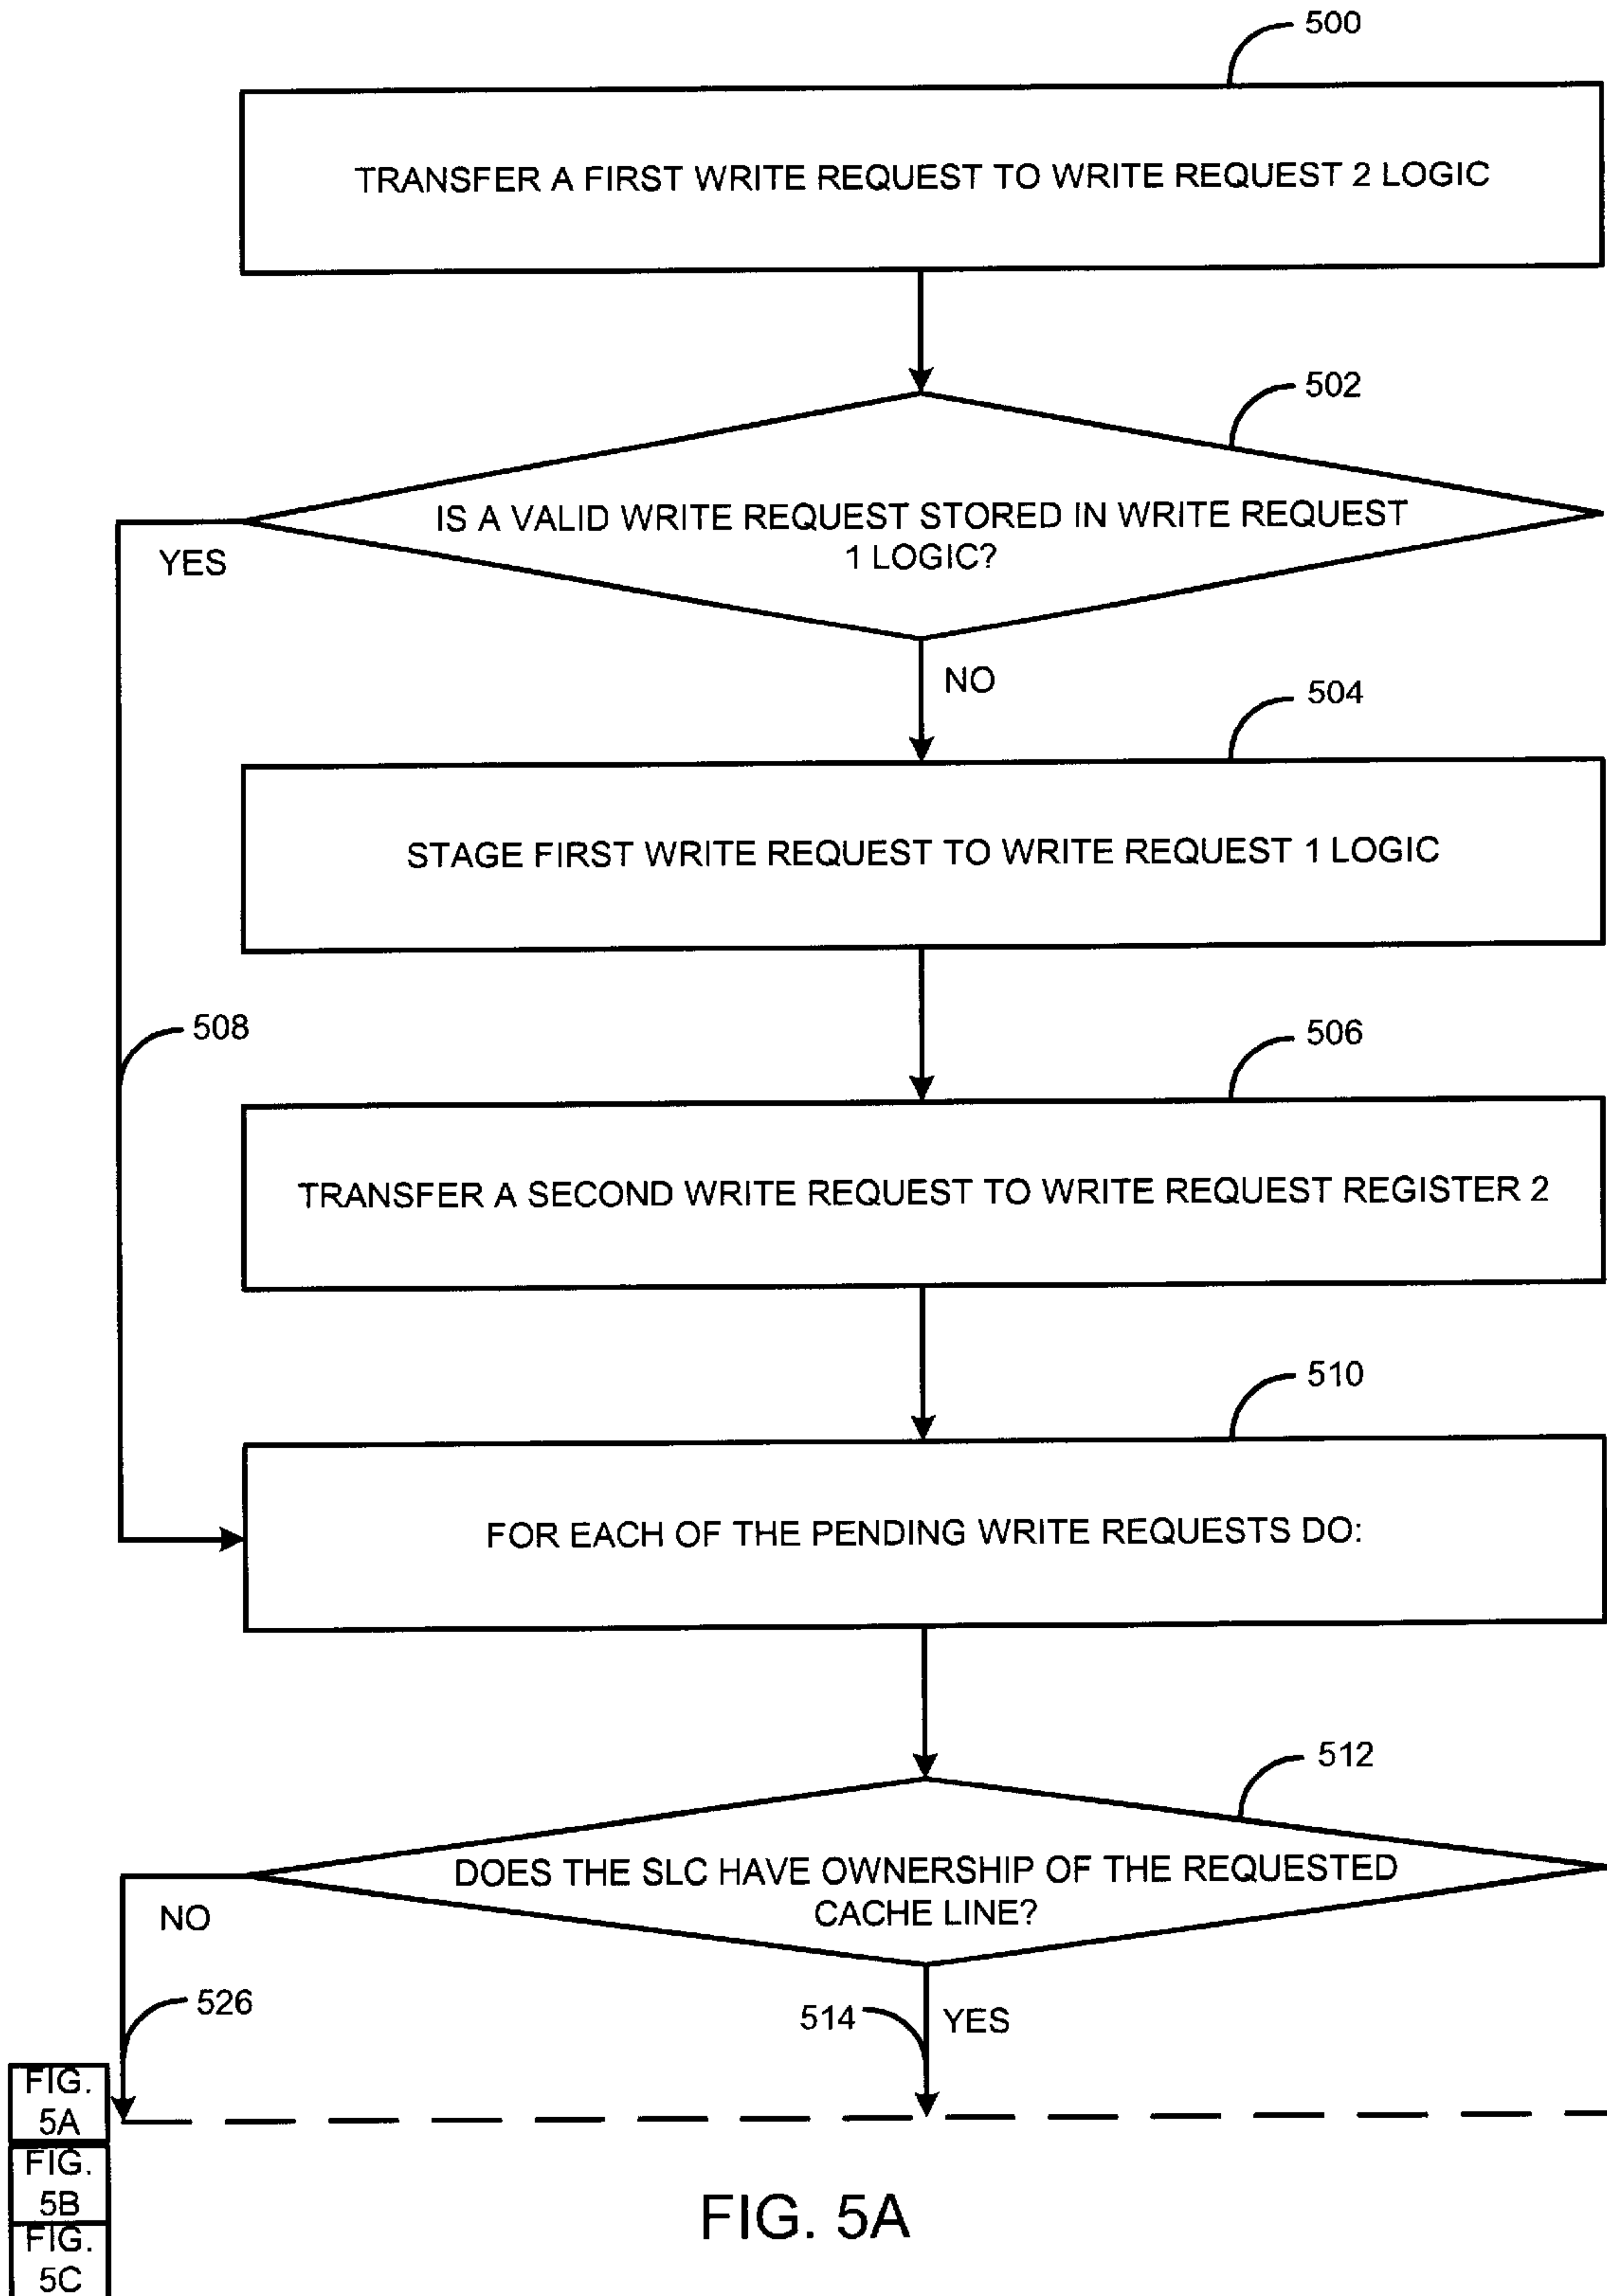 500
TRANSFER A FIRST WRITE REQUEST TO WRITE REQUEST 2 LOGIC
502
IS A VALID WRITE REQUEST STORED IN WRITE REQUEST
1 LOGIC?
YES
NO
504
STAGE FIRST WRITE REQUEST TO WRITE REQUEST 1 LOGIC
508
506
TRANSFER A SECOND WRITE REQUEST TO WRITE REQUEST REGISTER 2
510
FOR EACH OF THE PENDING WRITE REQUESTS DO:
512
DOES THE SLC HAVE OWNERSHIP OF THE REQUESTED
CACHE LINE?
NO
526
514
YES
FIG.
5A
FIG.
5B
FIG.
5C
FIG. 5A